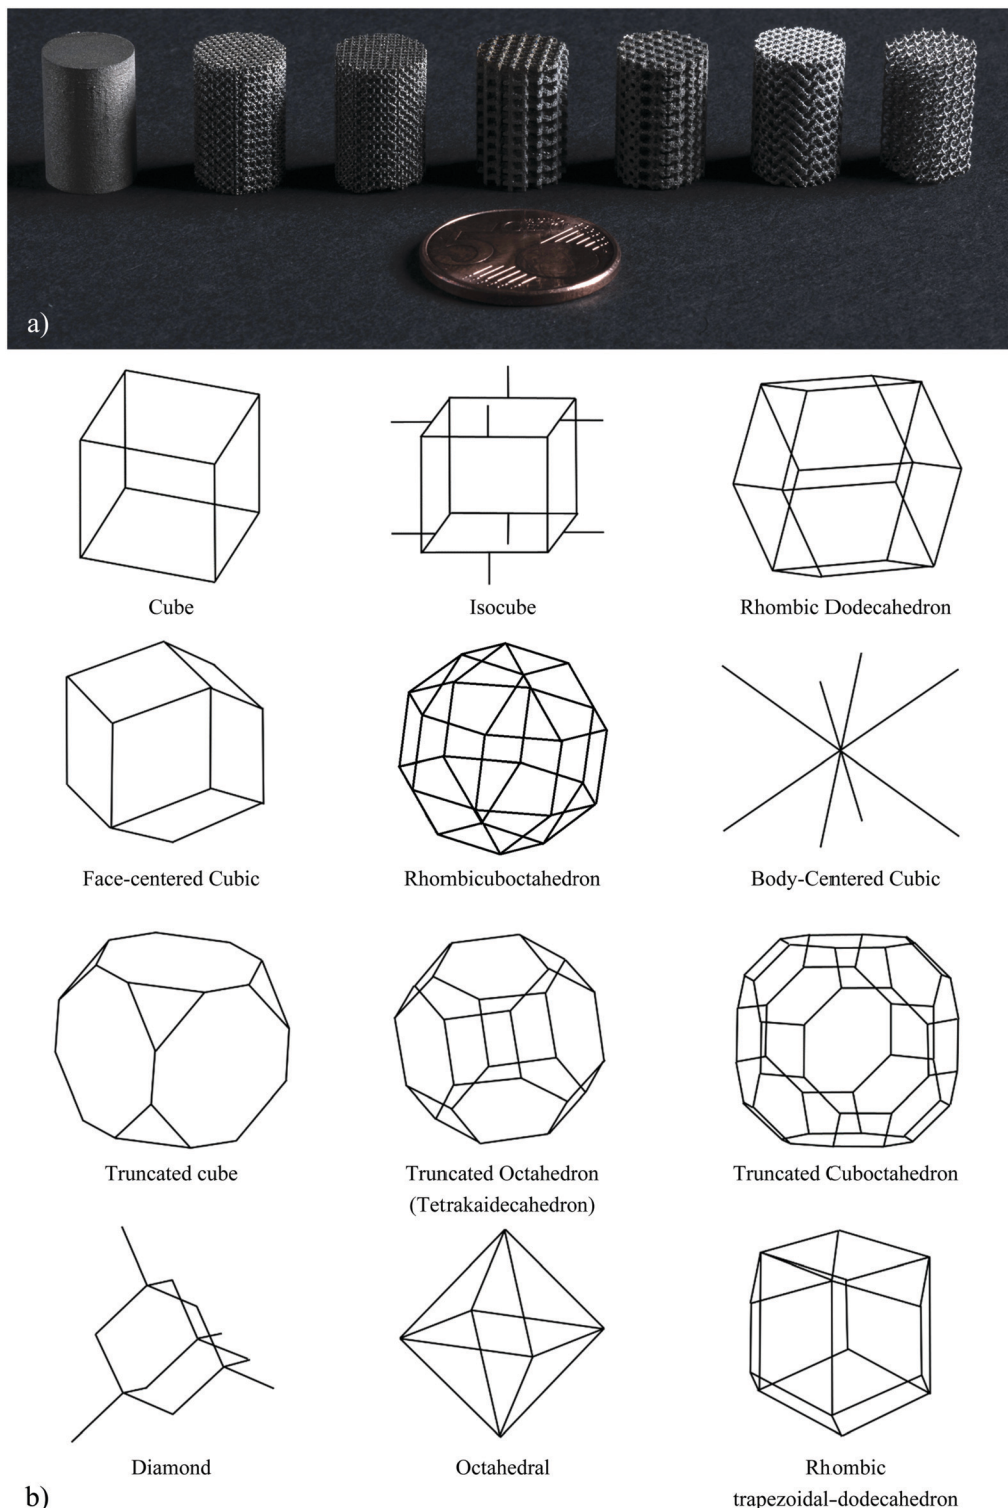 5
a)
Cube
Isocube
Rhombic Dodecahedron
Face-centered Cubic
Rhombicuboctahedron
Body-Centered Cubic
Truncated cube
Truncated Octahedron
(Tetrakaidecahedron)
Truncated Cuboctahedron
Diamond
Octahedral
Rhombic
trapezoidal-dodecahedron
b)